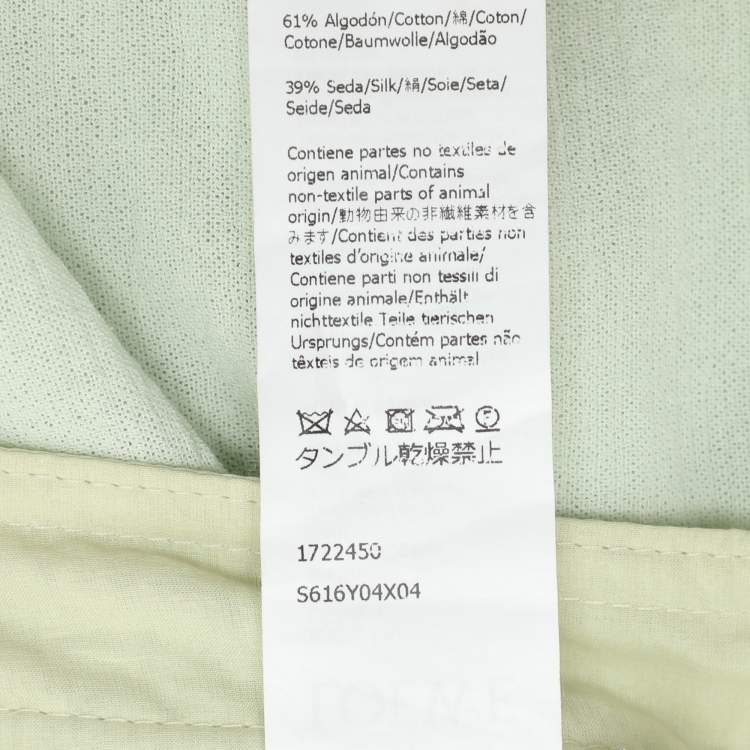 61% Algodón/Cotton/綿/Coton/
Cotone/Baumwolle/Algodão
39% Seda/Silk/絹/Soie/Seta/
Seide/Seda
Contiene partes no textiles de
origen animal/Contains
non-textile parts of animal
origin/動物由来の非繊維素材を含
みます/Contient des parties non
textiles d'origine animale/
Contiene parti non tessili di
origine animale/Enthält
nichttextile Teile tierischen
Ursprungs/Contém partes não
têxteis de origem animal
タンブル乾燥禁止
1722450
S616Y04X04
LOEWE